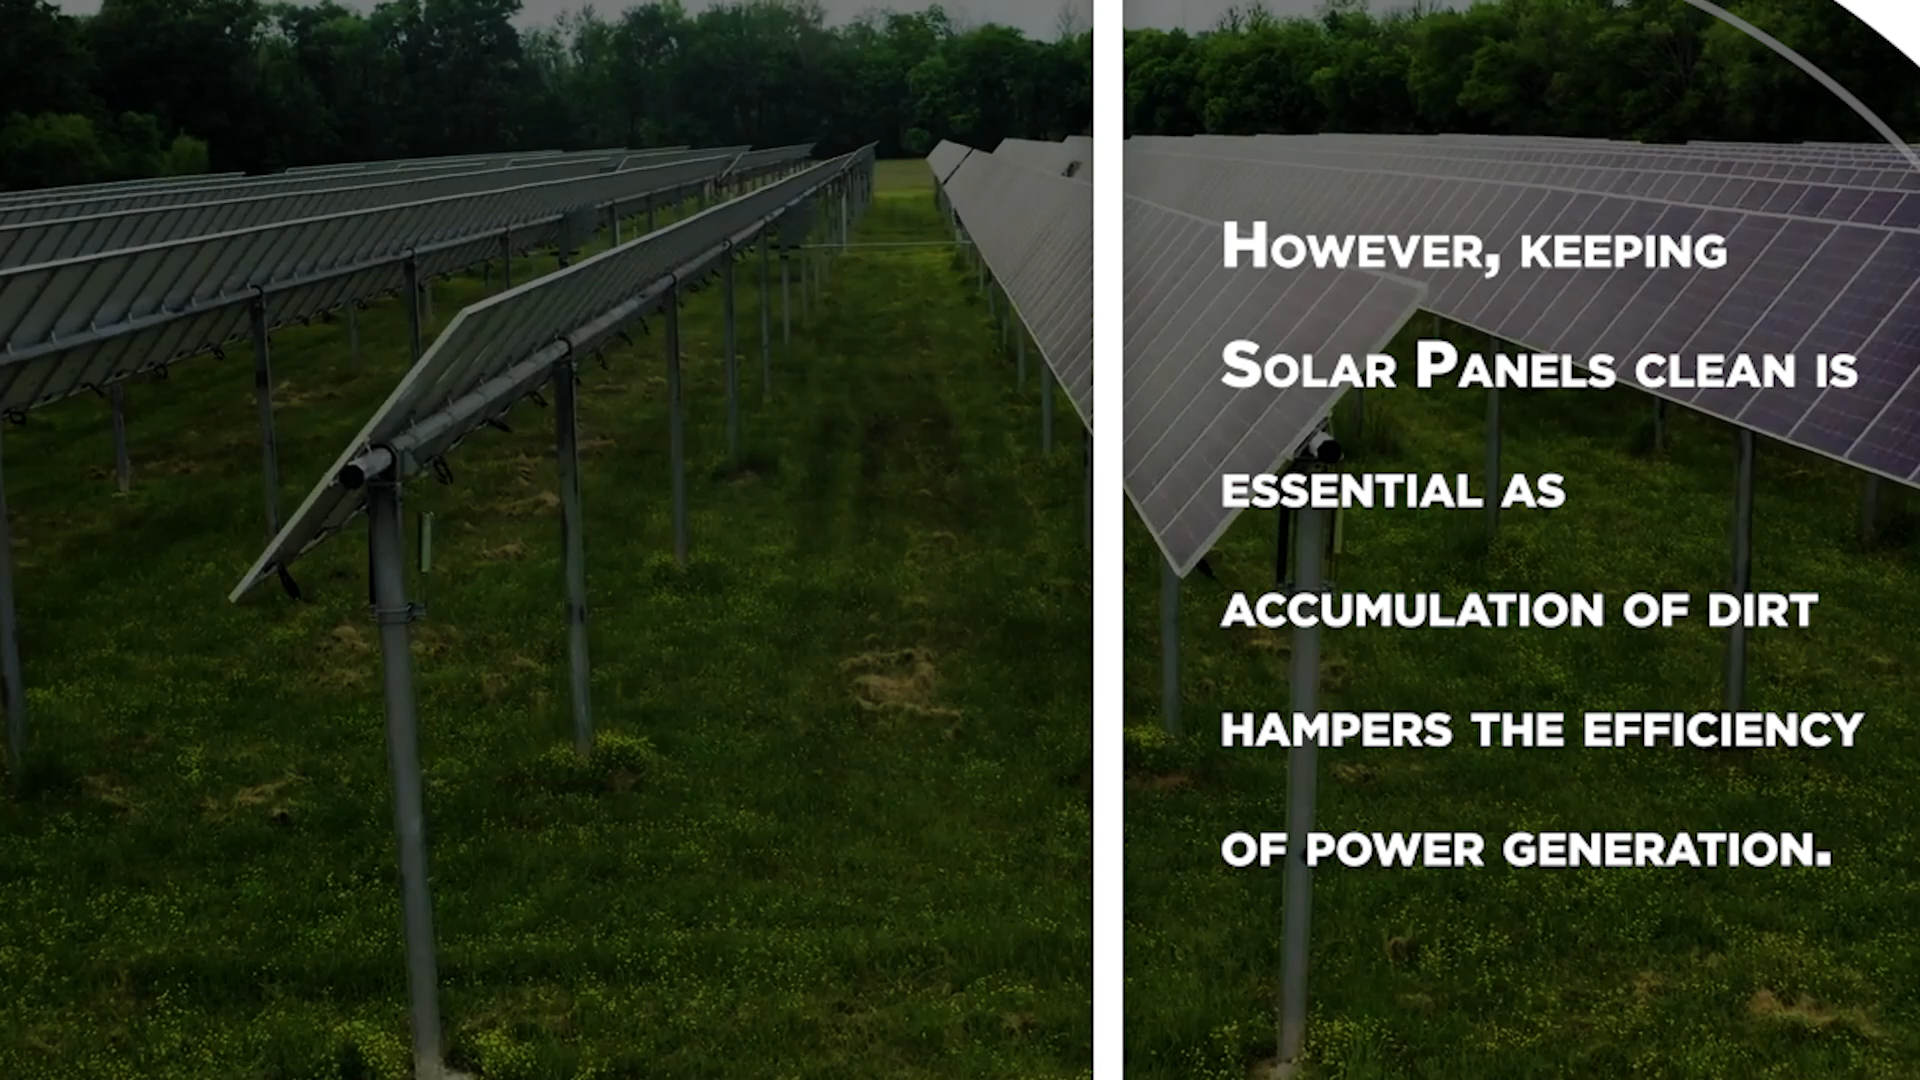 However, keeping
Solar Panels clean is
essential as
accumulation of dirt
hampers the efficiency
of power generation.